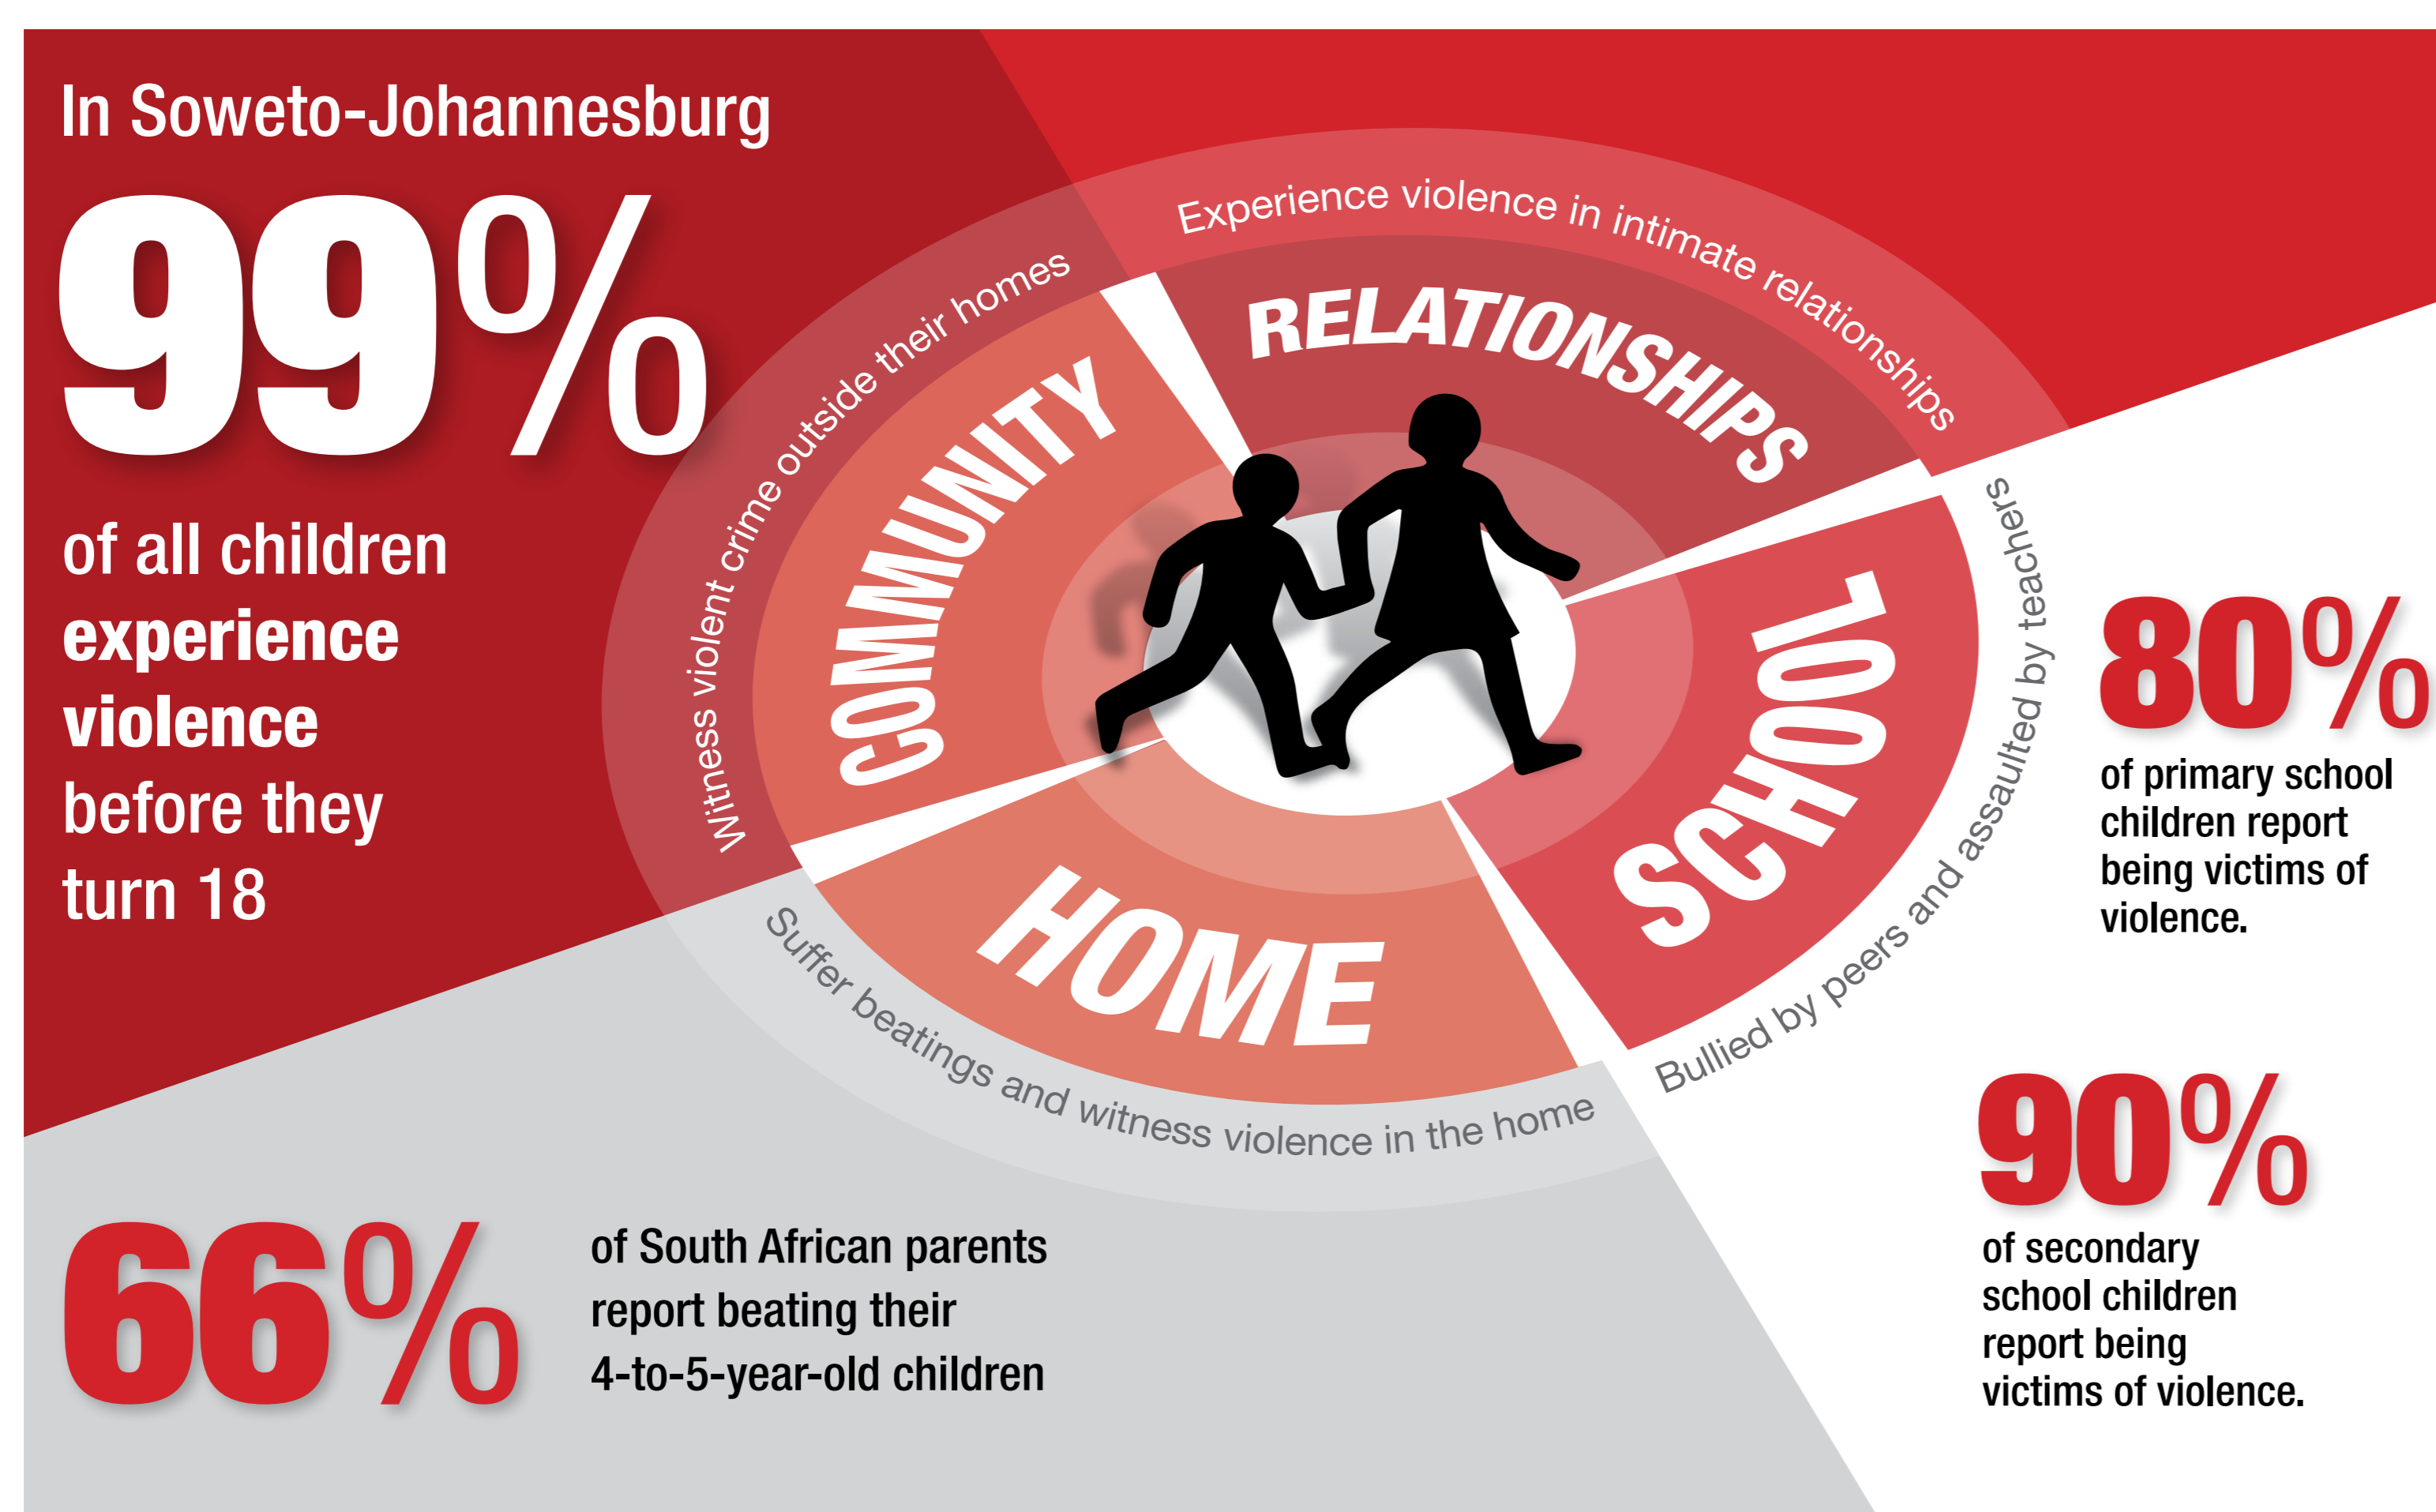 In Soweto-Johannesburg
99%
of all children
experience
violence
before they
turn 18
Witness violent crime outside their homes
COMMUNITY
Experience violence in intimate relationships
RELATIONSHIPS
SCHOOL
Bullied by peers and assaulted by teachers
HOME
Suffer beatings and witness violence in the home
80%
of primary school
children report
being victims of
violence.
90%
of secondary
school children
report being
victims of violence.
66%
of South African parents
report beating their
4-to-5-year-old children